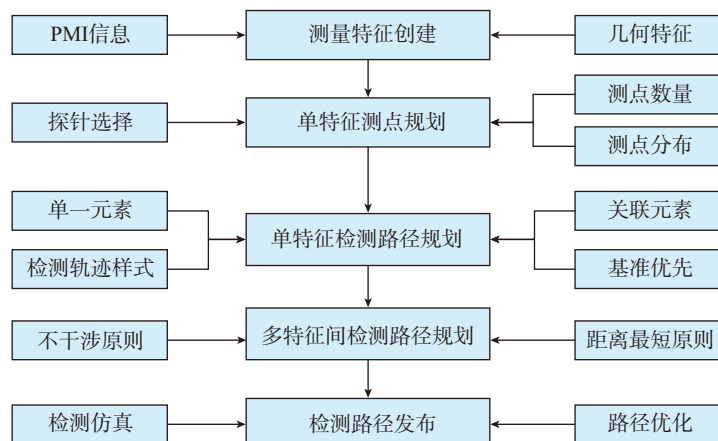 PMI信息
测量特征创建
几何特征
探针选择
单特征测点规划
测点数量
测点分布
单一元素
检测轨迹样式
单特征检测路径规划
关联元素
基准优先
不干涉原则
多特征间检测路径规划
距离最短原则
检测仿真
检测路径发布
路径优化